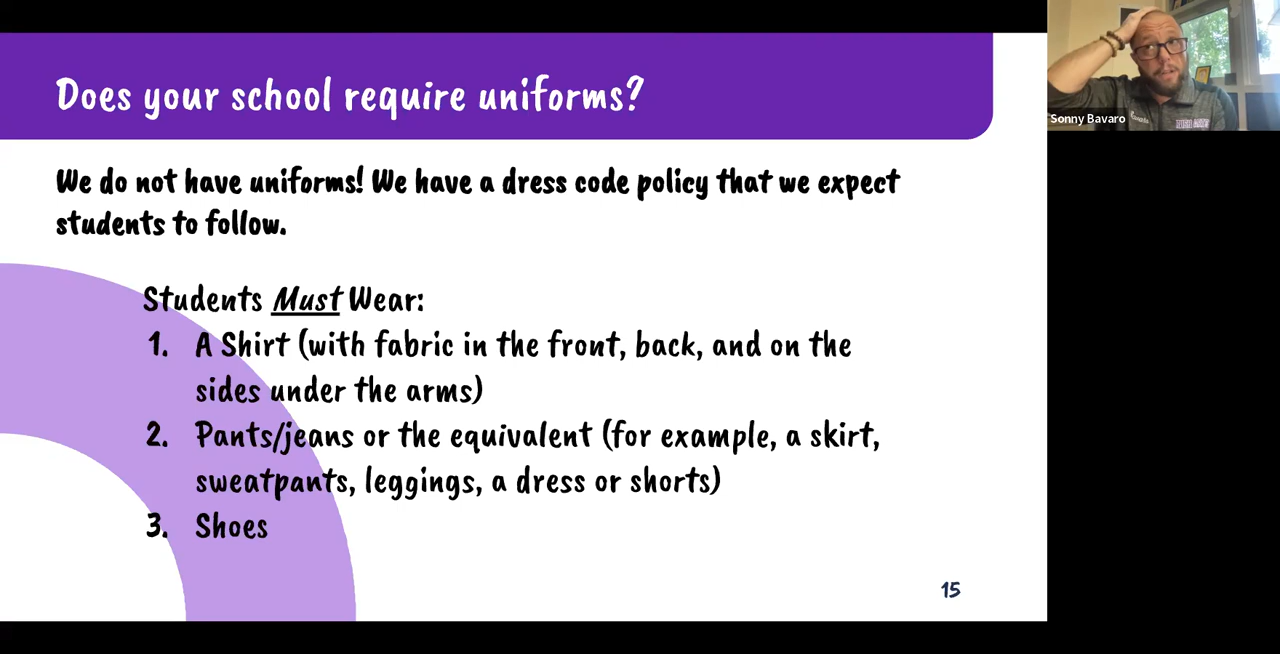 Does your school require uniforms?
Sonny Bavaro
We do not have uniforms! We have a dress code policy that we expect
students to follow.
Students Must Wear:
1. A Shirt (with fabric in the front, back, and on the
sides under the arms)
2. Pants/jeans or the equivalent (for example, a skirt,
sweatpants, leggings, a dress or shorts)
3. Shoes
15